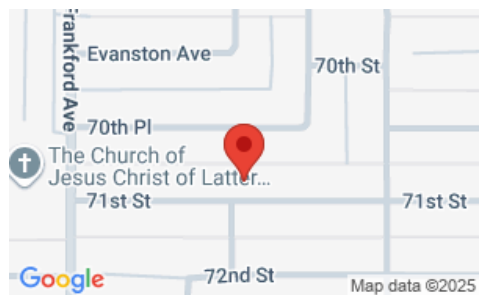 Frankford Ave
Evanston Ave
70th St
70th Pl
The Church of
Jesus Christ of Latter...
71st St
71st St
72nd St
Google
Map data ©2025